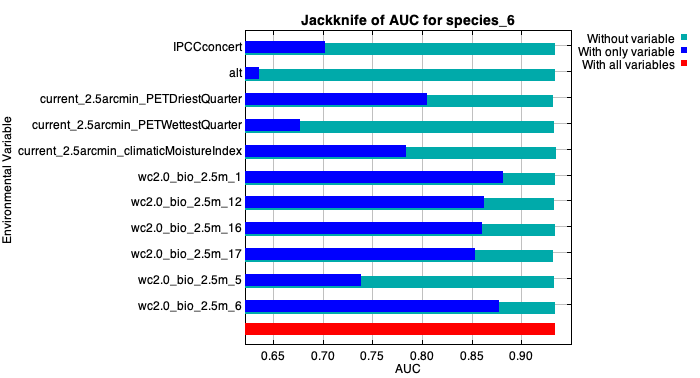 Jackknife of AUC for species_6
Without variable
With only variable
With all variables
Environmental Variable
IPCCconcert
alt
current_2.5arcmin_PETDriestQuarter
current_2.5arcmin_PETWettestQuarter
current_2.5arcmin_climaticMoistureIndex
wc2.0_bio_2.5m_1
wc2.0_bio_2.5m_12
wc2.0_bio_2.5m_16
wc2.0_bio_2.5m_17
wc2.0_bio_2.5m_5
wc2.0_bio_2.5m_6
0.65 0.70 0.75 0.80 0.85 0.90
AUC